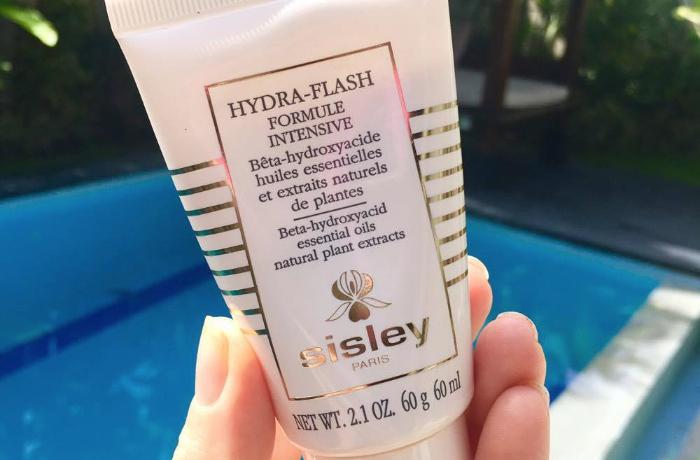 HYDRA-FLASH
FORMULE
INTENSIVE
Bêta-hydroxyacide
huiles essentielles
et extraits naturels
de plantes
Beta-hydroxyacid
essential oils
natural plant extracts
sisley
PARIS
NET WT. 2.1 OZ. 60 g 60 ml